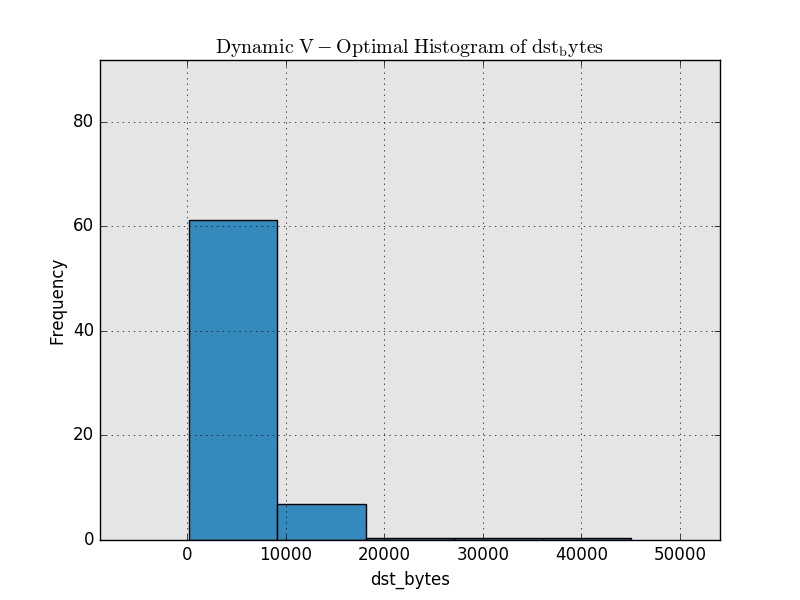 Dynamic V − Optimal Histogram of dst_bytes
80
60
40
20
0
Frequency
0 10000 20000 30000 40000 50000
dst_bytes